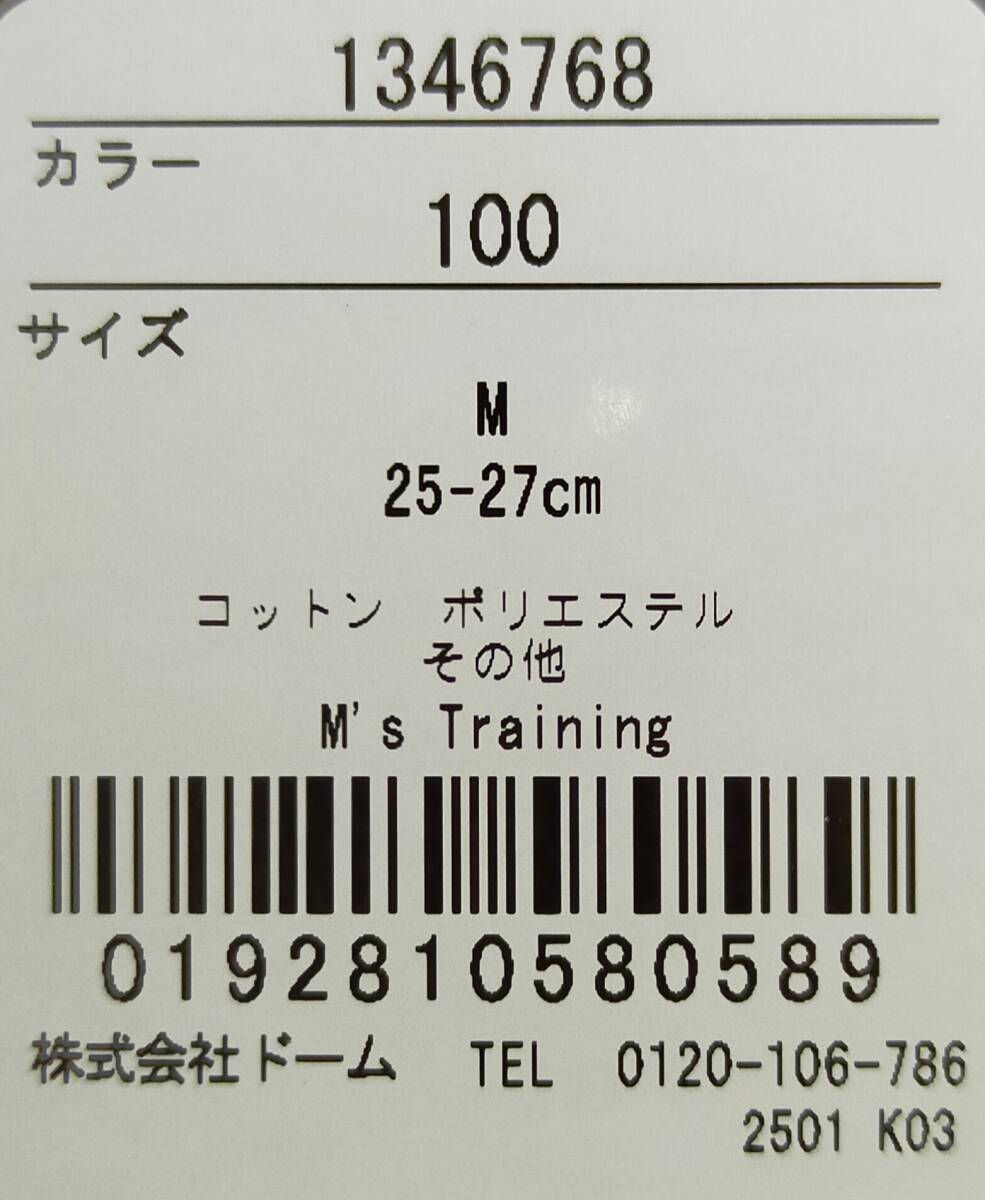 1346768
カラー
100
サイズ
M
25-27cm
コットン　ポリエステル
その他
M's Training
0192810580589
株式会社ドーム　TEL　0120-106-786
2501 K03